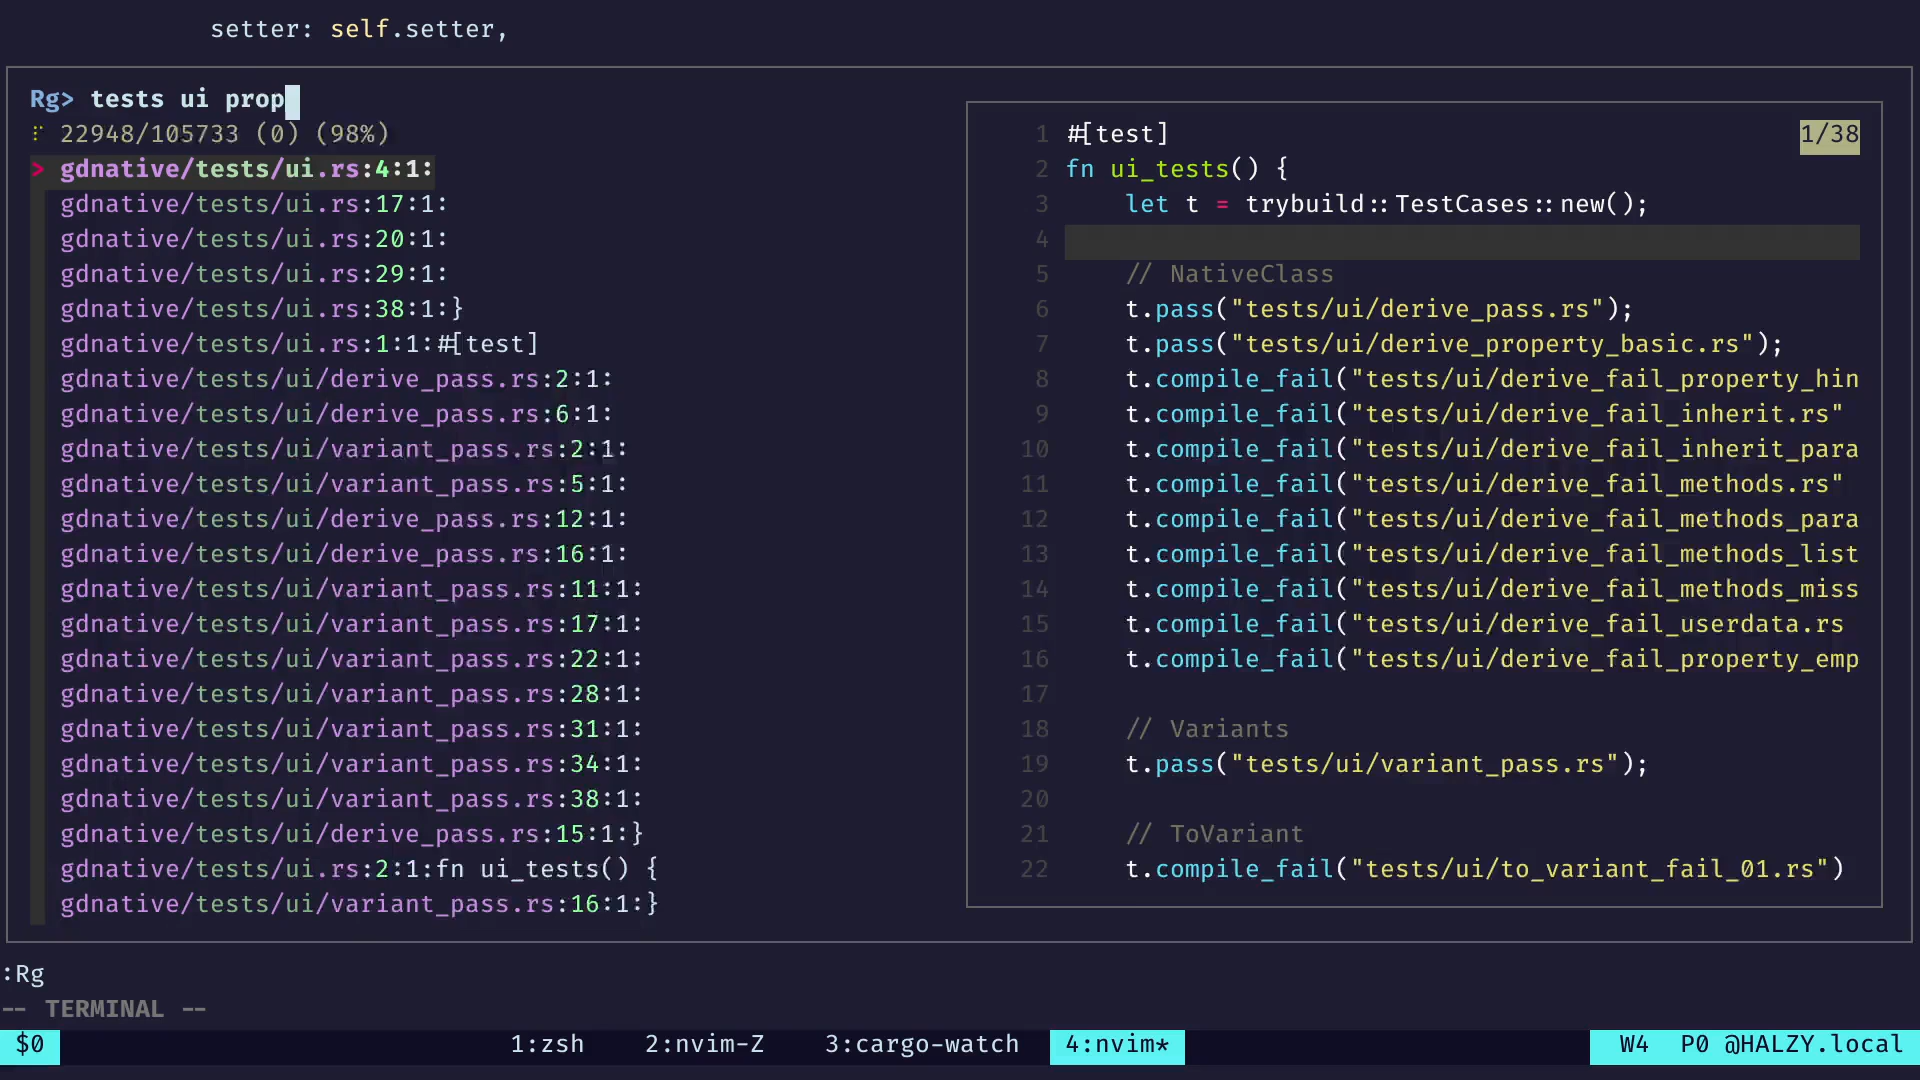 setter: self.setter,
Rg> tests ui prop
22948/105733 (0) (98%)
> gdnative/tests/ui.rs:4:1:
gdnative/tests/ui.rs:17:1:
gdnative/tests/ui.rs:20:1:
gdnative/tests/ui.rs:29:1:
gdnative/tests/ui.rs:38:1:}
gdnative/tests/ui.rs:1:1:#[test]
gdnative/tests/ui/derive_pass.rs:2:1:
gdnative/tests/ui/derive_pass.rs:6:1:
gdnative/tests/ui/variant_pass.rs:2:1:
gdnative/tests/ui/variant_pass.rs:5:1:
gdnative/tests/ui/derive_pass.rs:12:1:
gdnative/tests/ui/derive_pass.rs:16:1:
gdnative/tests/ui/variant_pass.rs:11:1:
gdnative/tests/ui/variant_pass.rs:17:1:
gdnative/tests/ui/variant_pass.rs:22:1:
gdnative/tests/ui/variant_pass.rs:28:1:
gdnative/tests/ui/variant_pass.rs:31:1:
gdnative/tests/ui/variant_pass.rs:34:1:
gdnative/tests/ui/variant_pass.rs:38:1:
gdnative/tests/ui/derive_pass.rs:15:1:}
gdnative/tests/ui.rs:2:1:fn ui_tests() {
gdnative/tests/ui/variant_pass.rs:16:1:}
1 #[test] 1/38
2 fn ui_tests() {
3 let t = trybuild::TestCases::new();
4
5 // NativeClass
6 t.pass("tests/ui/derive_pass.rs");
7 t.pass("tests/ui/derive_property_basic.rs");
8 t.compile_fail("tests/ui/derive_fail_property_hin
9 t.compile_fail("tests/ui/derive_fail_inherit.rs"
10 t.compile_fail("tests/ui/derive_fail_inherit_para
11 t.compile_fail("tests/ui/derive_fail_methods.rs"
12 t.compile_fail("tests/ui/derive_fail_methods_para
13 t.compile_fail("tests/ui/derive_fail_methods_list
14 t.compile_fail("tests/ui/derive_fail_methods_miss
15 t.compile_fail("tests/ui/derive_fail_userdata.rs
16 t.compile_fail("tests/ui/derive_fail_property_emp
17
18 // Variants
19 t.pass("tests/ui/variant_pass.rs");
20
21 // ToVariant
22 t.compile_fail("tests/ui/to_variant_fail_01.rs")
:Rg
-- TERMINAL --
$0 1:zsh 2:nvim-Z 3:cargo-watch 4:nvim* W4 P0 @HALZY.local